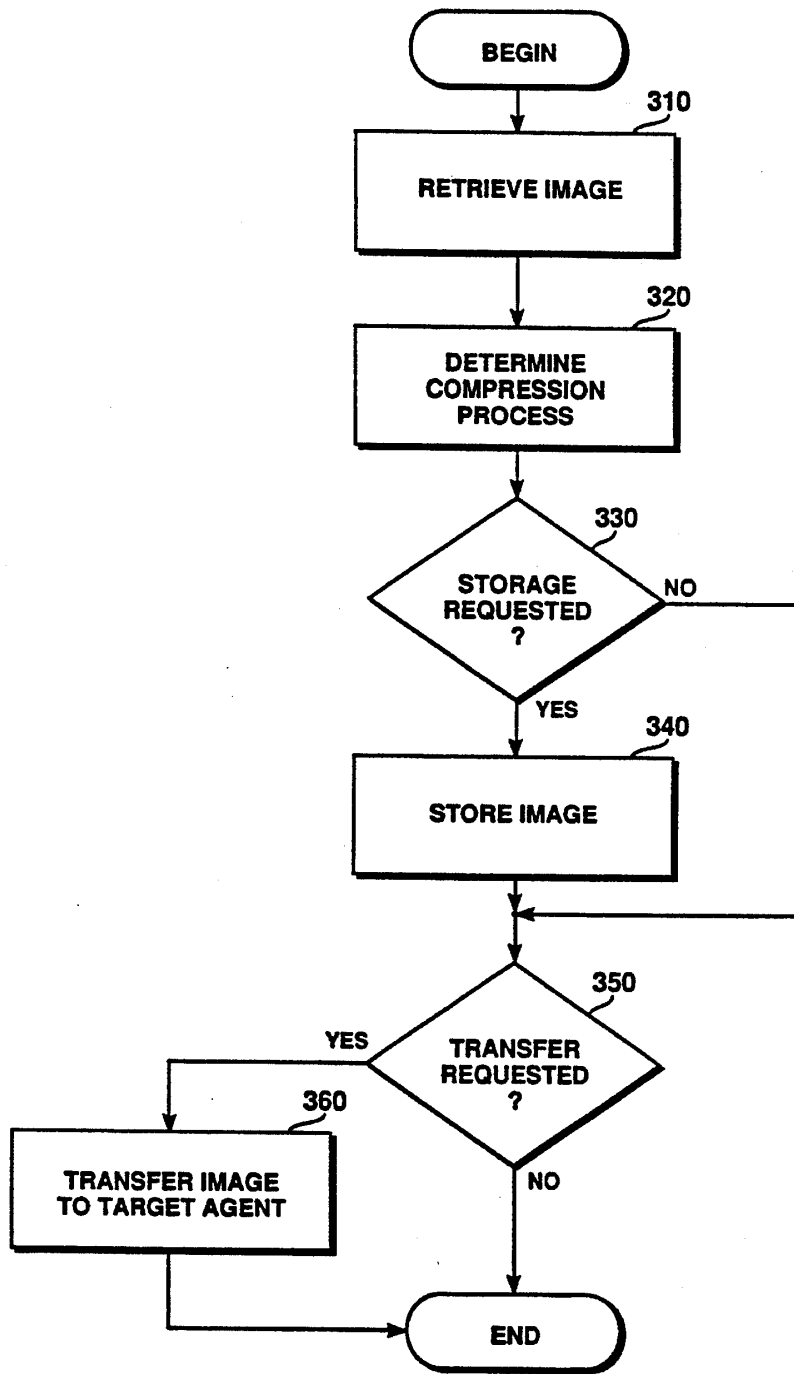 BEGIN
310
RETRIEVE IMAGE
320
DETERMINE
COMPRESSION
PROCESS
330
STORAGE
REQUESTED
?
NO
YES
340
STORE IMAGE
350
YES
TRANSFER
REQUESTED
?
360
TRANSFER IMAGE
TO TARGET AGENT
NO
END